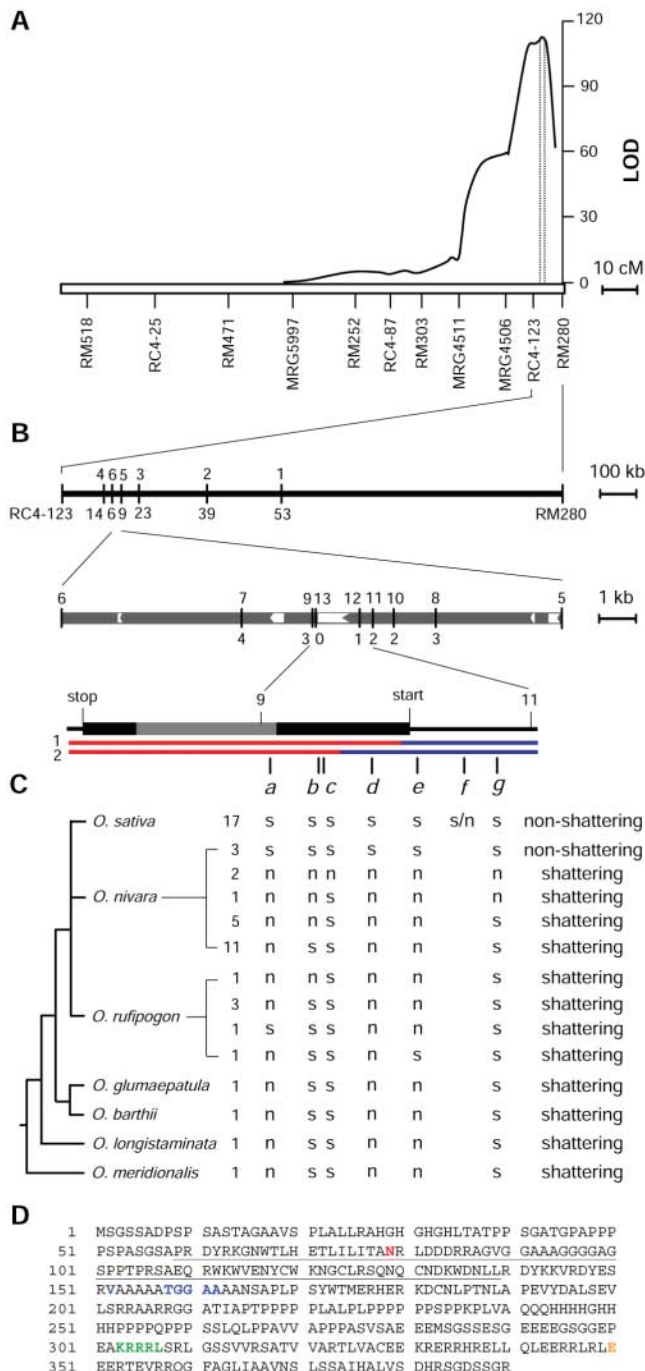 A
120
90
60
30
0
LOD
10 cM
RM518
RC4-25
RM471
MRG5997
RM252
RC4-87
RM303
MRG4511
MRG4506
RC4-123
RM280
B
4 6 5 3 2 1
100 kb
RC4-123 14 6 9 23 39 53 RM280
6 7 9 13 12 11 10 8 5
1 kb
4 3 0 1 2 2 3
stop 9 start 11
1
2
a b c d e f g
C
O. sativa 17 s s s s s s/n s non-shattering
3 s s s s s s non-shattering
2 n n n n n n shattering
O. nivara 1 n n s n n n shattering
5 n n s n n s shattering
11 n s s n n s shattering
1 n n s n n s shattering
3 n s s n n s shattering
O. rufipogon
1 s s s n n s shattering
1 n s s n s s shattering
O. glumaepatula 1 n s s n n s shattering
O. barthii 1 n s s n n s shattering
O. longistaminata 1 n s s n n s shattering
O. meridionalis 1 n s s n n s shattering
D
1 MSGSSADPSP SASTAGAAVS PLALLRAHGH GHGHLTATPP SGATGPAPPP
51 PSPASGSAPR DYRKGNWTLH ETLILITANR LDDDRRAGVG GAAAGGGGAG
101 SPPTPRSAEQ RWKWVENYCW KNGCLRSQNQ CNDKWDNLLR DYKKVRDYES
151 RVAAAAATGG AAAANSAPLP SYWTMERHER KDCNLPTNLA PEVYDALSEV
201 LSRRAARRGG ATIAPTPPPP PLALPLPPPP PPSPPKPLVA QQQHHHHGHH
251 HHPPPPQPPP SSLQLPPAVV APPPASVSAE EEMSGSSESG EEEEGSGGEP
301 EAKRRRLSRL GSSVVRSATV VARTLVACEE KRERRHRELL QLEERRLRLE
351 EERTEVRRQG FAGLIAAVNS LSSAIHALVS DHRSGDSSGR